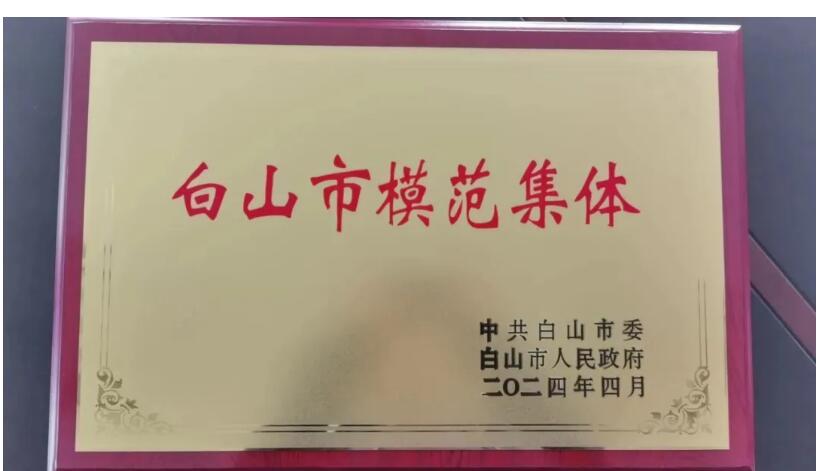 白山市模范集体
中共白山市委
白山市人民政府
二〇二四年四月